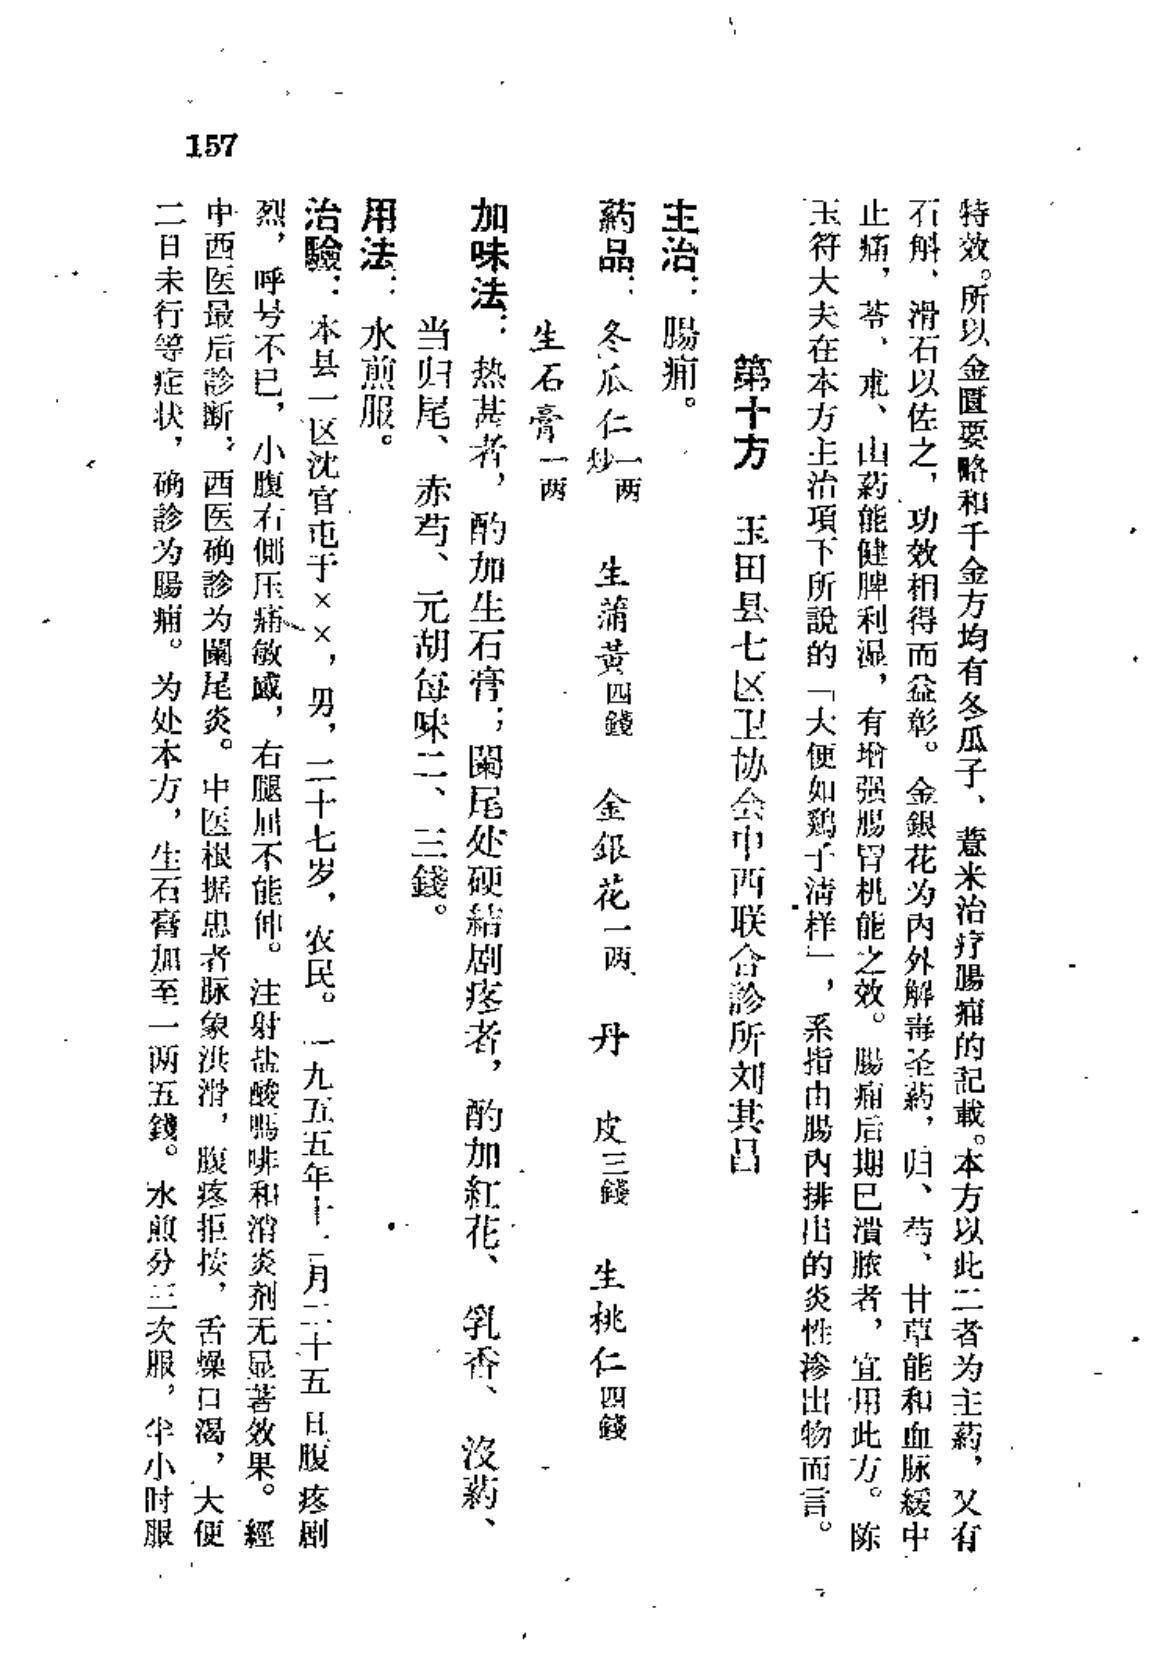 特效。所以金匱要略和千金方均有冬瓜子、薏米治疗腸痈的記載。本方以此二者为主葯，又有
石斛、滑石以佐之，功效相得而益彰。金銀花为內外解毒圣葯，归、芍、甘草能和血脉緩中
止痛，苓、朮、山葯能健脾利湿，有增强腸胃机能之效。腸痈后期已潰脓者，宜用此方。陈
玉符大夫在本方主治項下所說的「大便如鷄子清样」，系指由腸內排出的炎性滲出物而言。
第十方　玉田县七区卫协会中西联合診所刘其昌
主治：腸痈。
葯品：冬瓜仁炒一两　生蒲黃四錢　金銀花一两　丹皮三錢　生桃仁四錢
生石膏一两
加味法：热甚者，酌加生石膏；闌尾处硬結剧疼者，酌加紅花、乳香、沒葯、
当归尾、赤芍、元胡每味二、三錢。
用法：水煎服。
治驗：本县一区沈官屯于××，男，二十七岁，农民。一九五五年十二月二十五日腹疼剧
烈，呼号不已，小腹右側压痛敏感，右腿屈不能伸。注射盐酸嗎啡和消炎剂无显著效果。經
中西医最后診断，西医确診为闌尾炎。中医根据患者脉象洪滑，腹疼拒按，舌燥口渴，大便
二日未行等症状，确診为腸痈。为处本方，生石膏加至一两五錢。水煎分三次服，半小时服
157